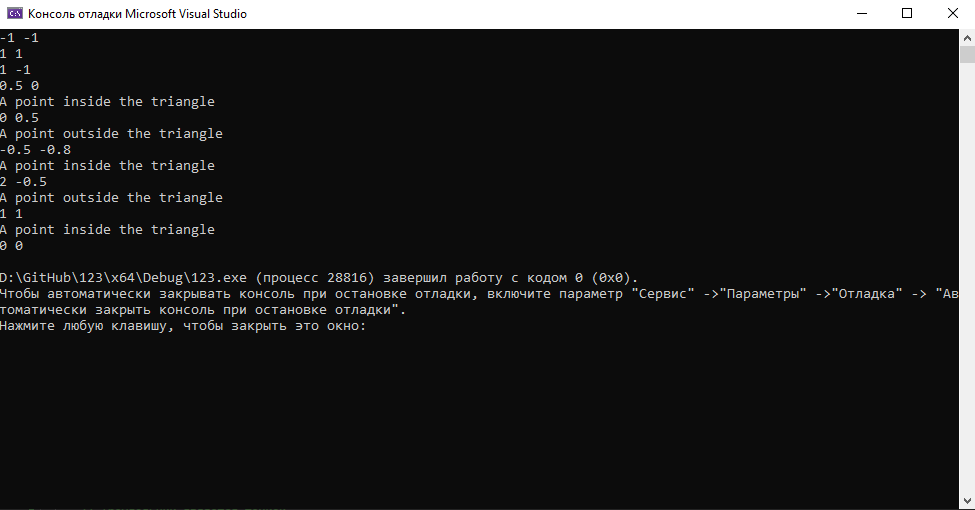 Консоль отладки Microsoft Visual Studio
-1 -1
1 1
1 -1
0.5 0
A point inside the triangle
0 0.5
A point outside the triangle
-0.5 -0.8
A point inside the triangle
2 -0.5
A point outside the triangle
1 1
A point inside the triangle
0 0
D:\GitHub\123\x64\Debug\123.exe (процесс 28816) завершил работу с кодом 0 (0x0).
Чтобы автоматически закрывать консоль при остановке отладки, включите параметр "Сервис" ->"Параметры" ->"Отладка" -> "Ав
томатически закрыть консоль при остановке отладки".
Нажмите любую клавишу, чтобы закрыть это окно: